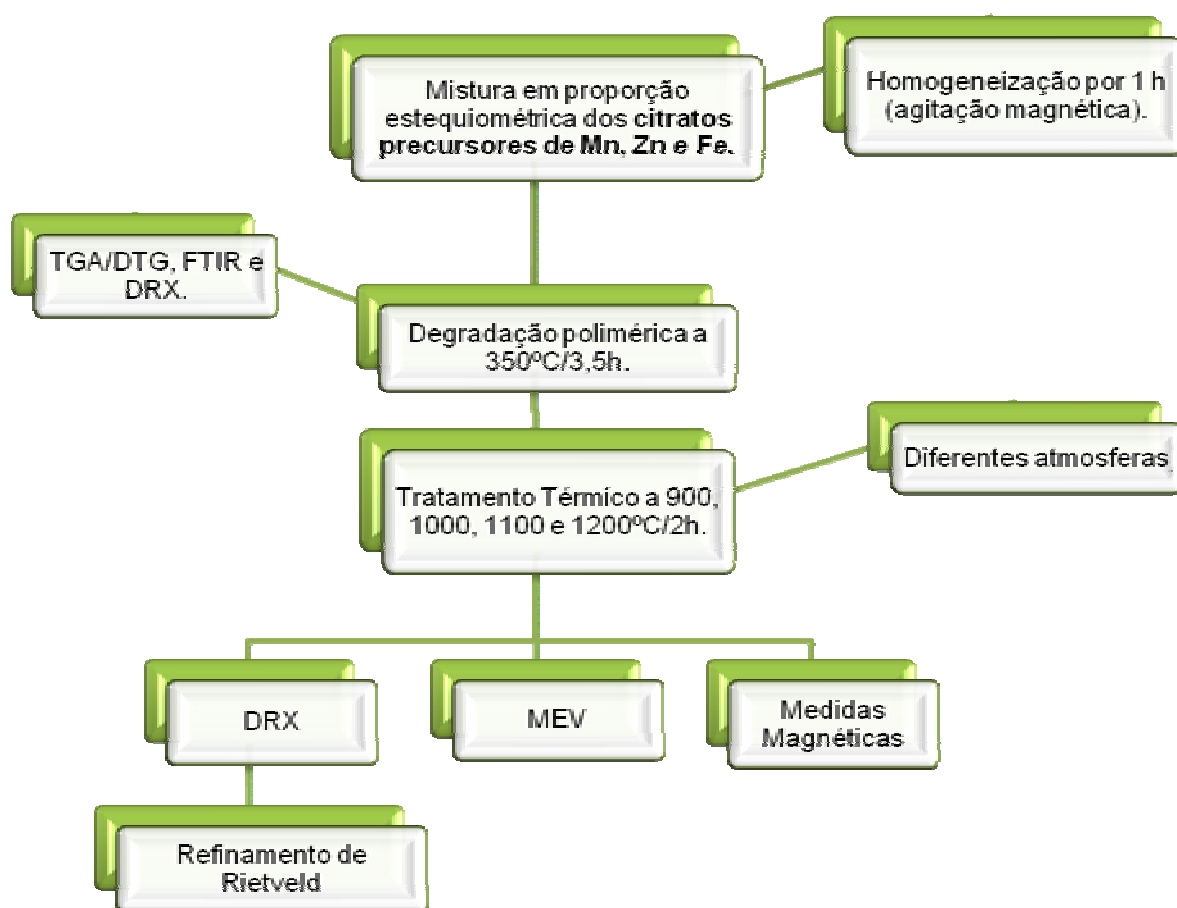 Mistura em proporção
estequiométrica dos citratos
precursores de Mn, Zn e Fe.
Homogeneização por 1 h
(agitação magnética).
TGA/DTG, FTIR e
DRX.
Degradação polimérica a
350ºC/3,5h.
Tratamento Térmico a 900,
1000, 1100 e 1200ºC/2h.
Diferentes atmosferas
DRX
MEV
Medidas
Magnéticas
Refinamento de
Rietveld